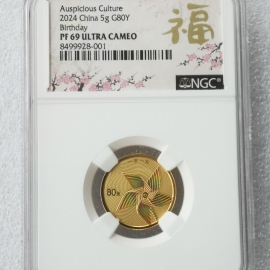 Auspicious Culture
2024 China 5g G80Y
Birthday
PF 69 ULTRA CAMEO
8499928-001
福
NGC
80元